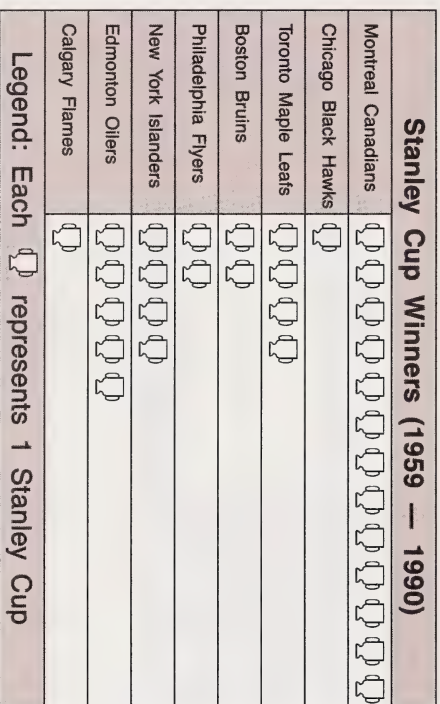 Stanley Cup Winners (1959 — 1990)
Montreal Canadians
Chicago Black Hawks
Toronto Maple Leafs
Boston Bruins
Philadelphia Flyers
New York Islanders
Edmonton Oilers
Calgary Flames
Legend: Each represents 1 Stanley Cup